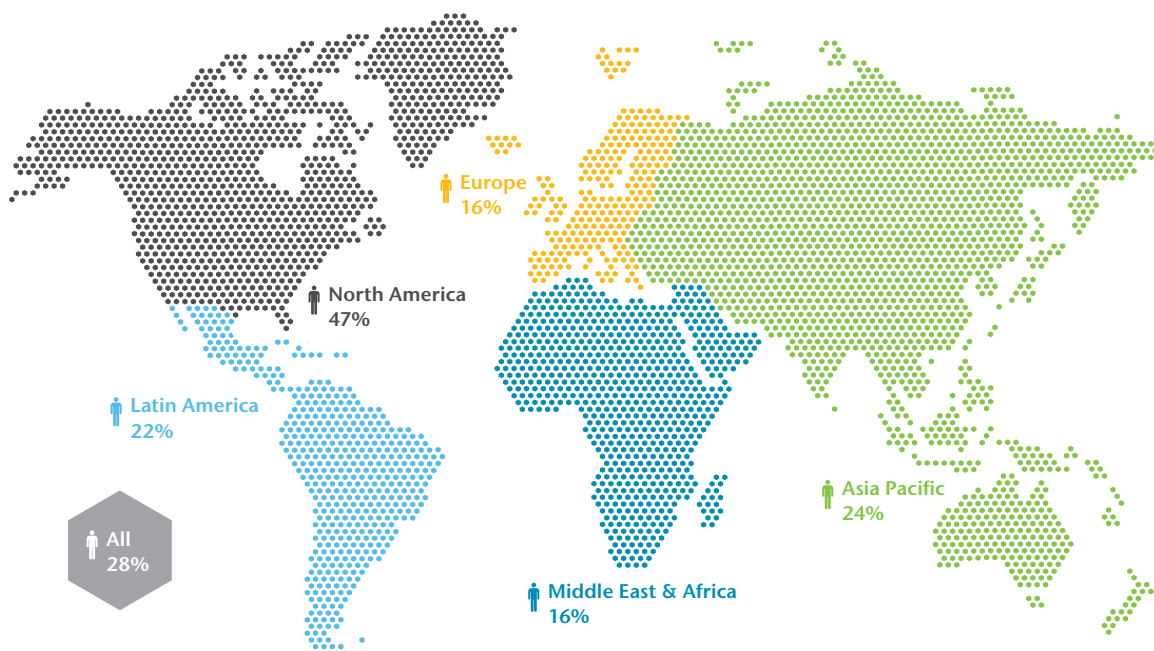 Europe
16%
North America
47%
Latin America
22%
Asia Pacific
24%
All
28%
Middle East & Africa
16%